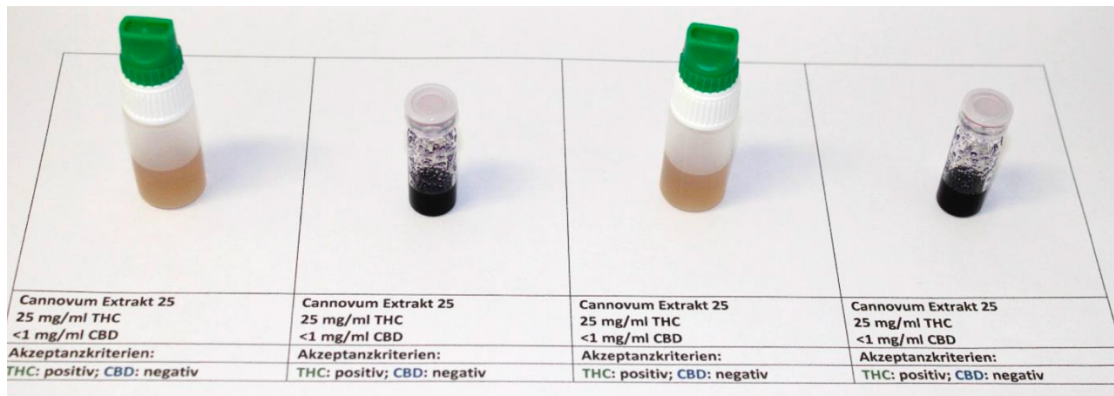 Cannovum Extrakt 25
25 mg/ml THC
<1 mg/ml CBD
Akzeptanzkriterien:
THC: positiv; CBD: negativ
Cannovum Extrakt 25
25 mg/ml THC
<1 mg/ml CBD
Akzeptanzkriterien:
THC: positiv; CBD: negativ
Cannovum Extrakt 25
25 mg/ml THC
<1 mg/ml CBD
Akzeptanzkriterien:
THC: positiv; CBD: negativ
Cannovum Extrakt 25
25 mg/ml THC
<1 mg/ml CBD
Akzeptanzkriterien:
THC: positiv; CBD: negativ